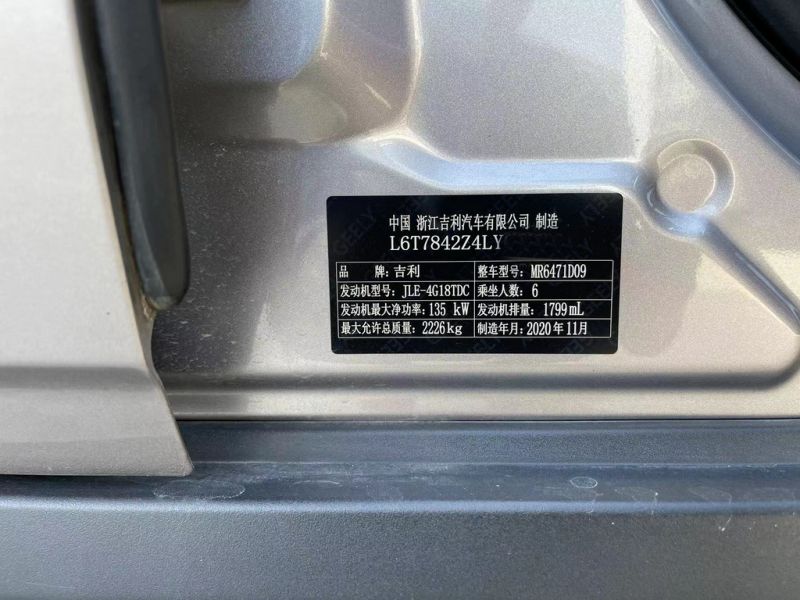 中国 浙江吉利汽车有限公司 制造
L6T7842Z4LY
品 牌: 吉利 整车型号: MR6471D09
发动机型号: JLE-4G18TDC 乘坐人数: 6
发动机最大净功率: 135 kW 发动机排量: 1799mL
最大允许总质量: 2226kg 制造年月: 2020年11月